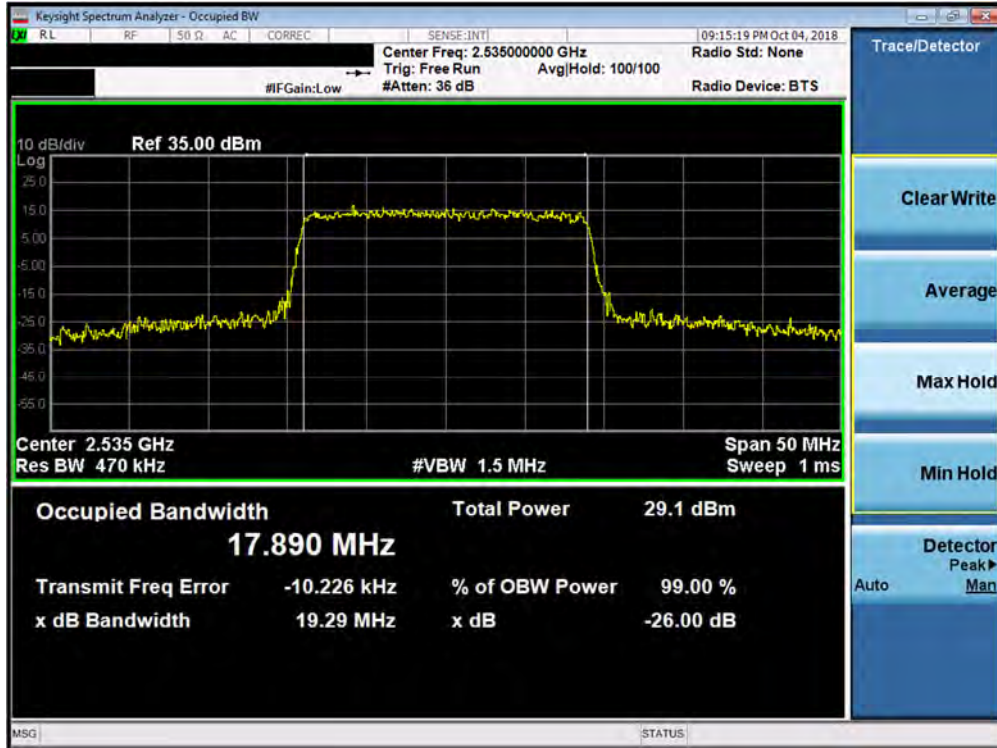 Keysight Spectrum Analyzer - Occupied BW
LXI RL RF 50 Ω AC CORREC SENSE:INT 09:15:19 PM Oct 04, 2018
Center Freq: 2.535000000 GHz Radio Std: None
Trig: Free Run Avg|Hold: 100/100
#IFGain:Low #Atten: 36 dB Radio Device: BTS
Trace/Detector
10 dB/div Ref 35.00 dBm
Log
25.0
15.0
5.00
-5.00
-15.0
-25.0
-35.0
-45.0
-55.0
Center 2.535 GHz Span 50 MHz
Res BW 470 kHz #VBW 1.5 MHz Sweep 1 ms
Occupied Bandwidth Total Power 29.1 dBm
17.890 MHz
Transmit Freq Error -10.226 kHz % of OBW Power 99.00 %
x dB Bandwidth 19.29 MHz x dB -26.00 dB
Clear Write
Average
Max Hold
Min Hold
Detector
Peak▶
Auto Man
MSG STATUS